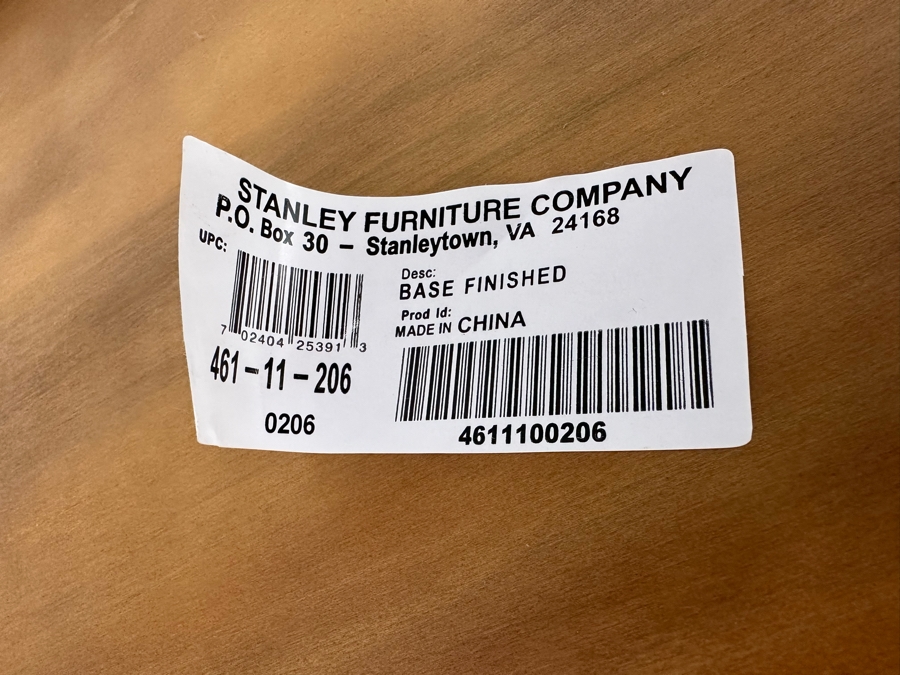 STANLEY FURNITURE COMPANY
P.O. Box 30 – Stanleytown, VA 24168
UPC:
7 02404 25391 3
461-11-206
0206
Desc:
BASE FINISHED
Prod Id:
MADE IN CHINA
4611100206